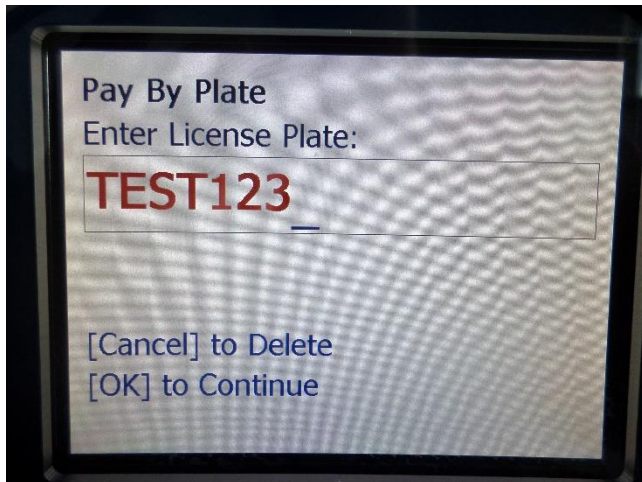 Pay By Plate
Enter License Plate:
TEST123_
[Cancel] to Delete
[OK] to Continue